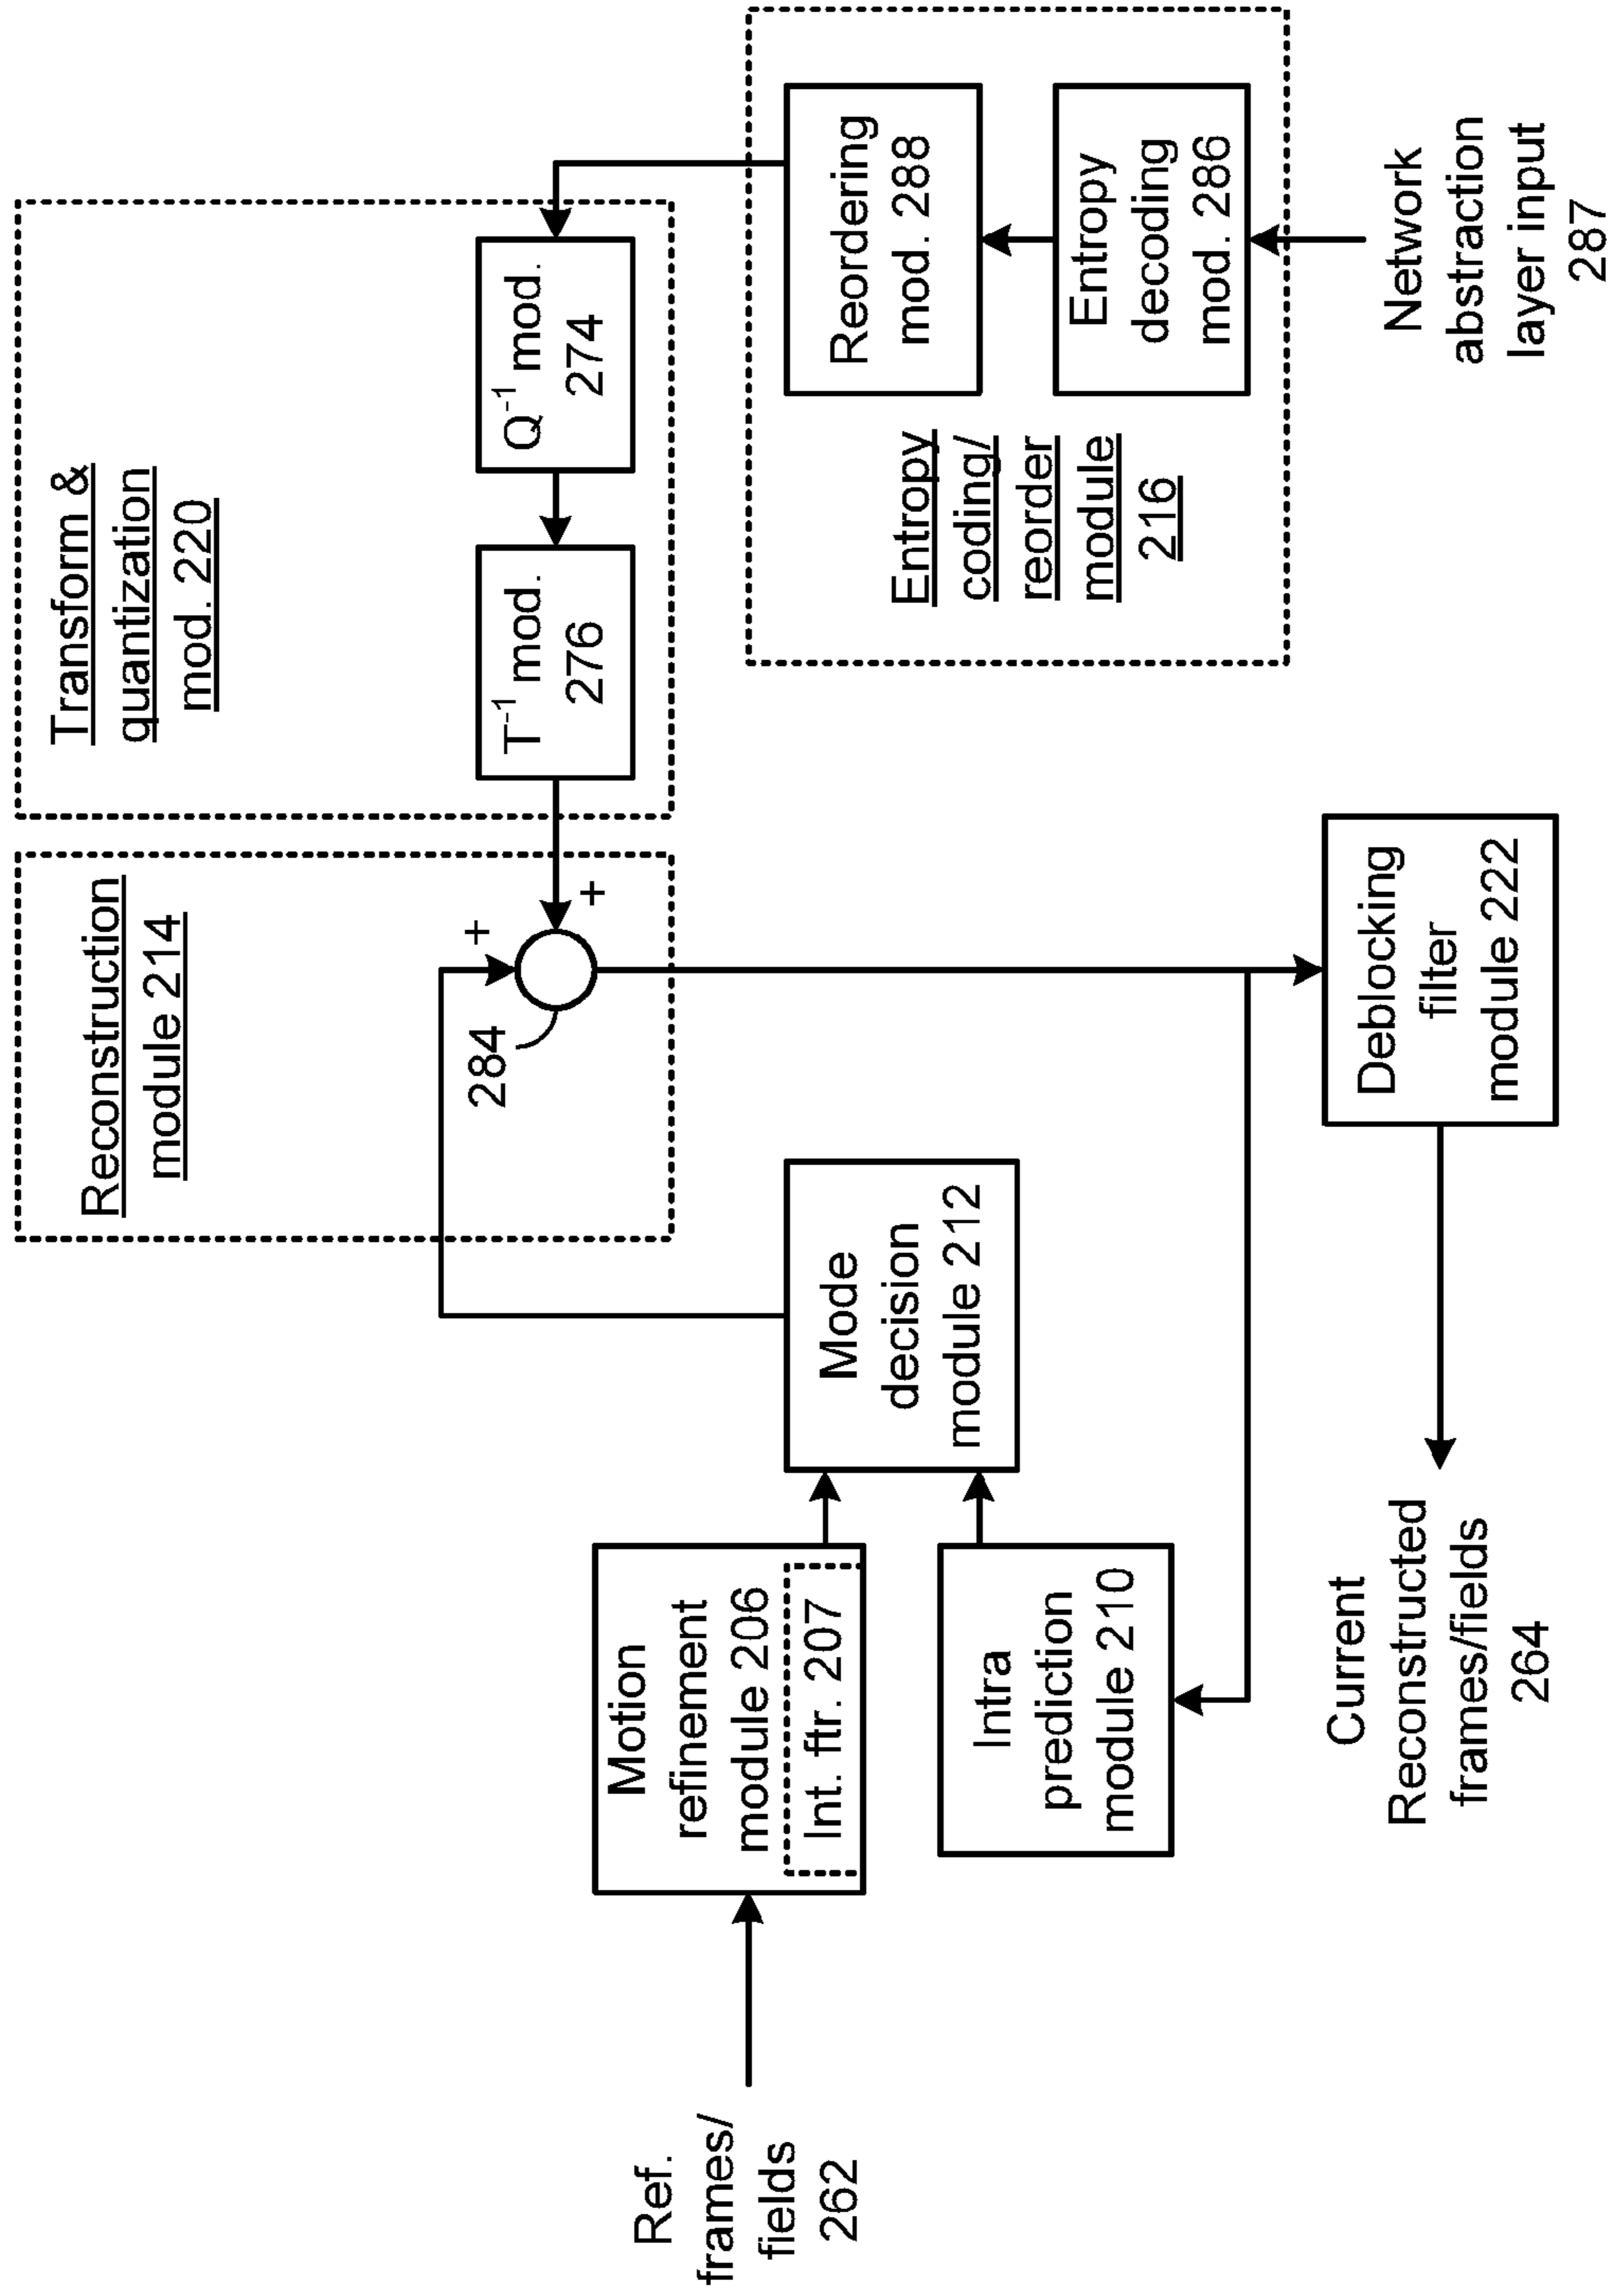 Reconstruction
module 214
Transform &
quantization
mod. 220
+
+
284
T-1 mod.
276
Q-1 mod.
274
Ref.
frames/
fields
262
Motion
refinement
module 206
Int. ftr. 207
Mode
decision
module 212
Intra
prediction
module 210
Entropy
coding/
reorder
module
216
Reordering
mod. 288
Entropy
decoding
mod. 286
Current
Reconstructed
frames/fields
264
Deblocking
filter
module 222
Network
abstraction
layer input
287